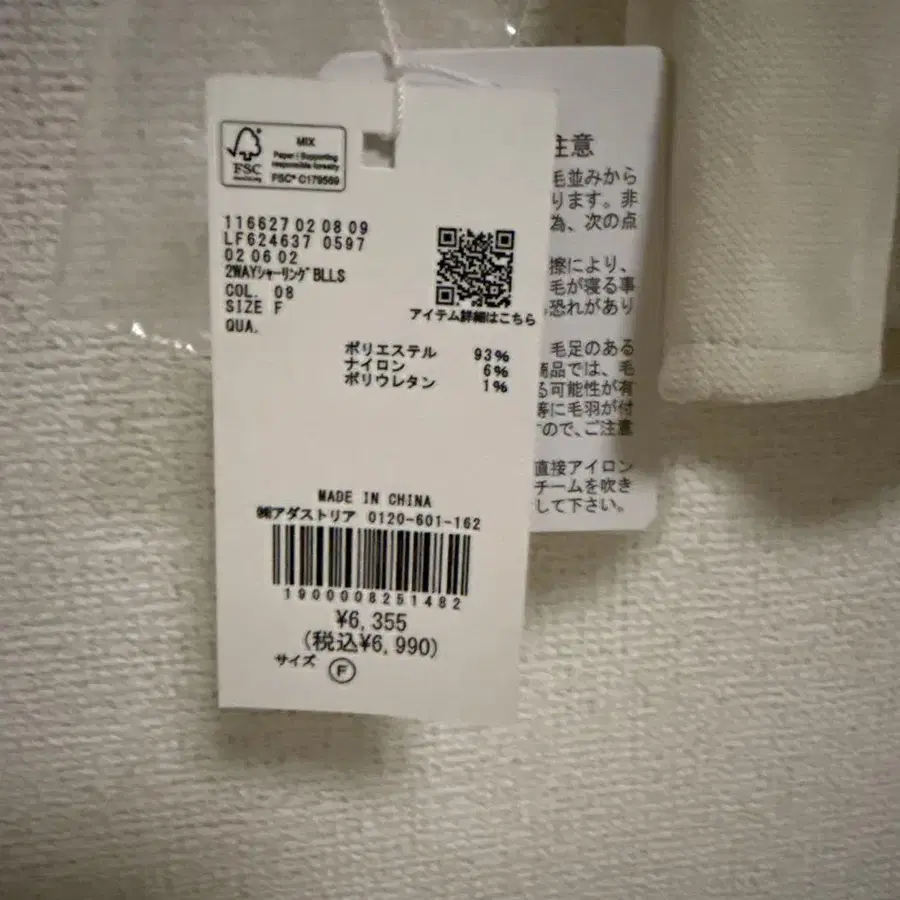 FSC
MIX
Paper | Supporting
responsible forestry
FSC® C179569
116627 02 08 09
LF624637 0597
02 06 02
2WAYｼｬｰﾘﾝｸﾞBLLS
COL. 08
SIZE F
QUA.
アイテム詳細はこちら
ポリエステル 93%
ナイロン 6%
ポリウレタン 1%
MADE IN CHINA
㈱アダストリア 0120-601-162
1900008251482
¥6,355
(税込¥6,990)
サイズ F
注意
毛並みから
ります。非
為、次の点
擦により、
毛が寝る事
恐れがあり
毛足のある
商品では、毛
る可能性が有
等に毛羽が付
すので、ご注意
直接アイロン
チームを吹き
して下さい。